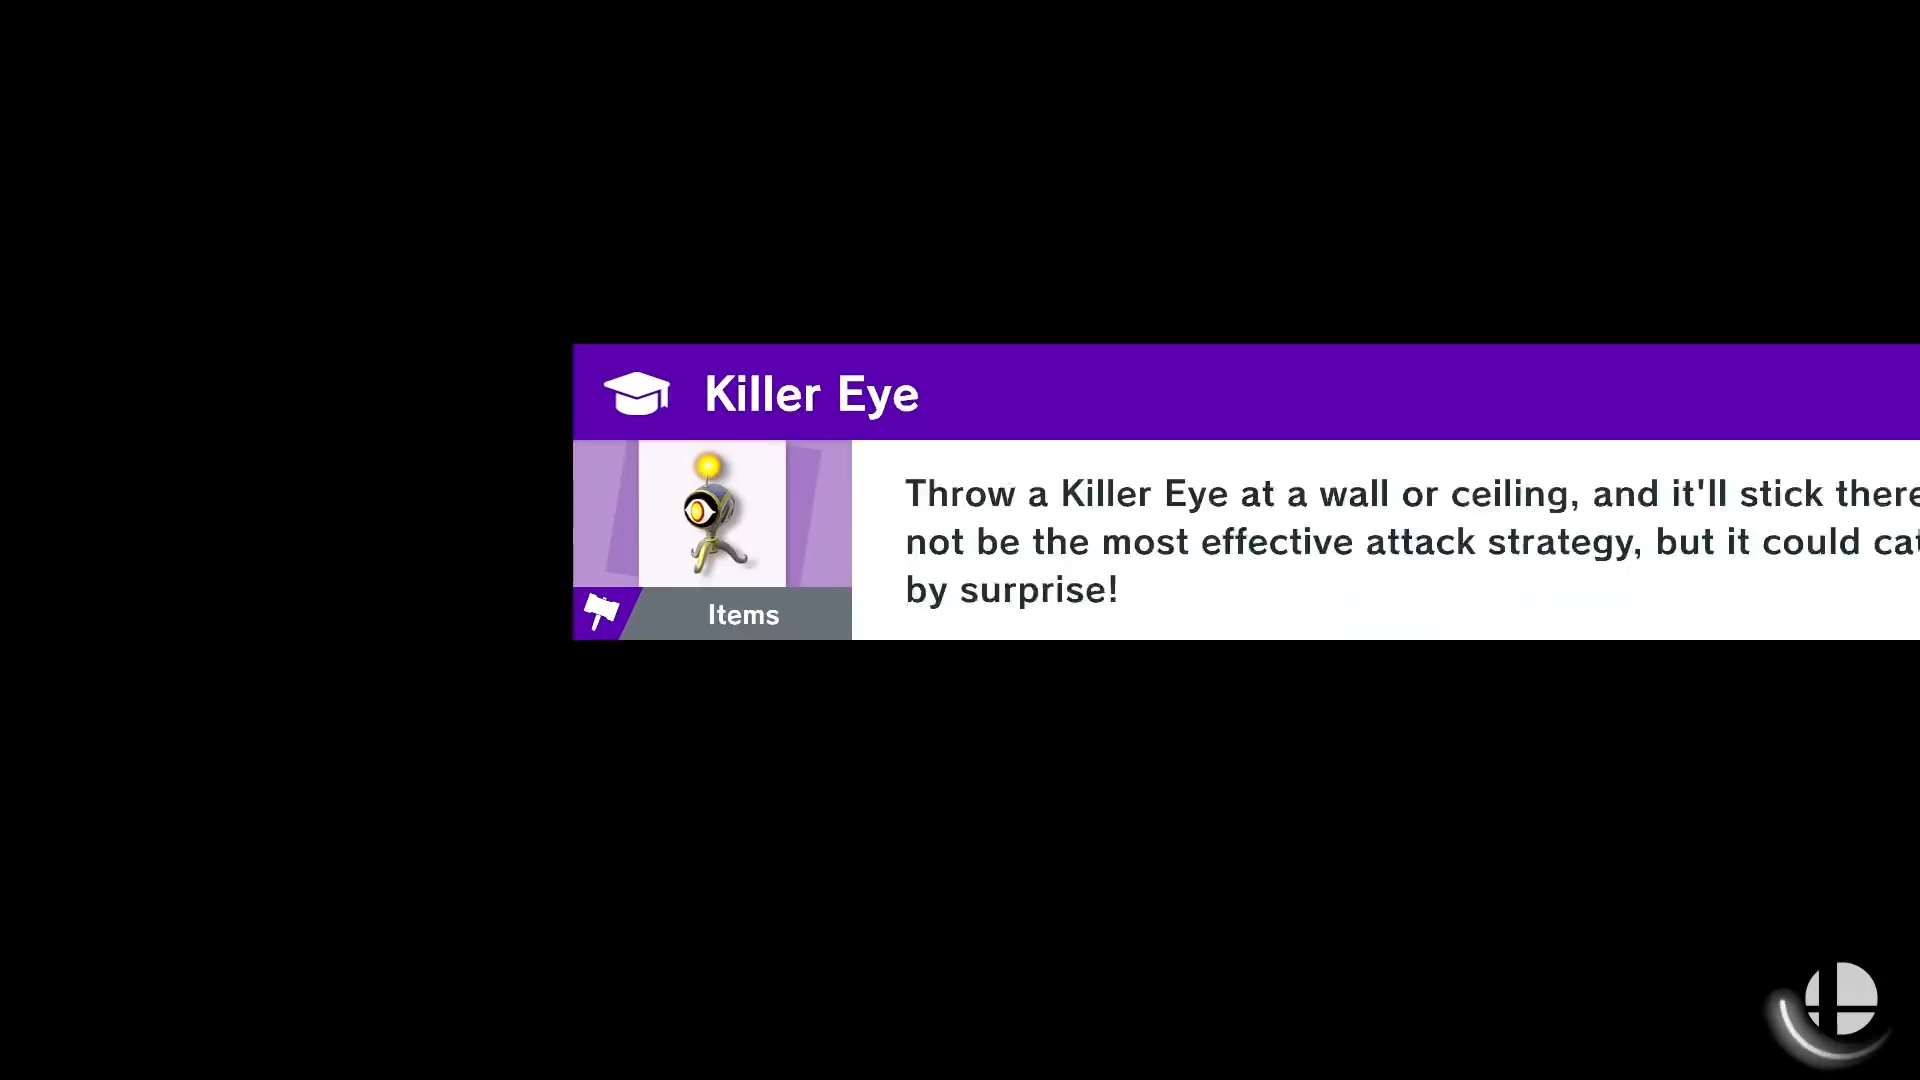 Killer Eye
Throw a Killer Eye at a wall or ceiling, and it'll stick there
not be the most effective attack strategy, but it could
by surprise!
Items